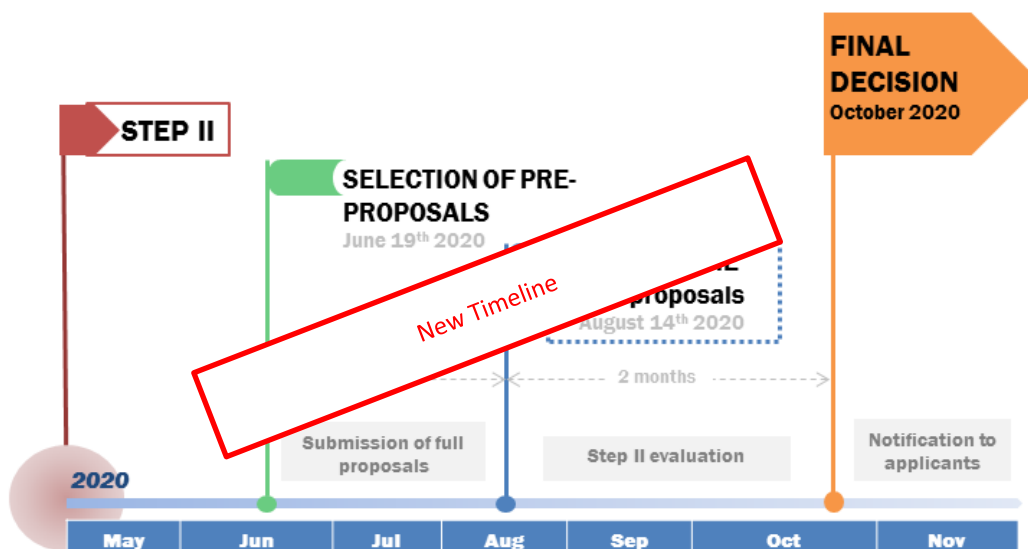 FINAL
DECISION
October 2020
STEP II
SELECTION OF PRE-
PROPOSALS
June 19th 2020
New Timeline
proposals
August 14th 2020
2 months
Submission of full
proposals
Step II evaluation
Notification to
applicants
2020
May Jun Jul Aug Sep Oct Nov